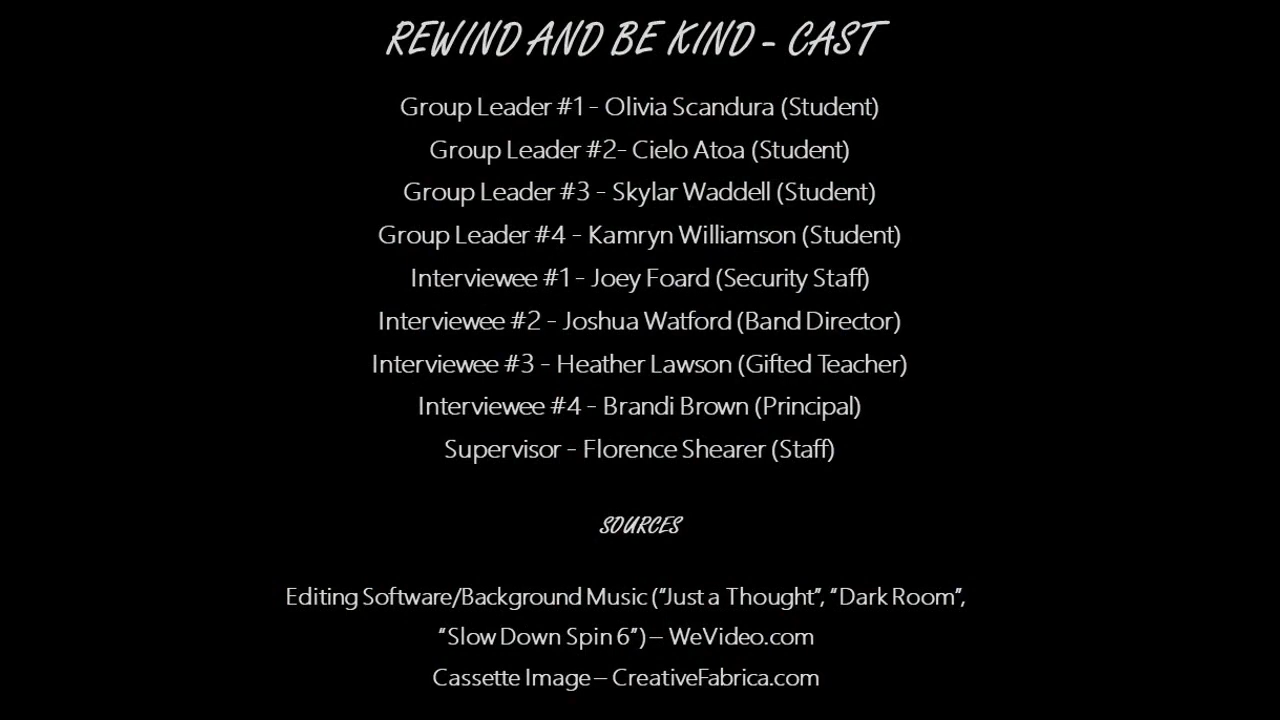 REWIND AND BE KIND - CAST
Group Leader #1 - Olivia Scandura (Student)
Group Leader #2- Cielo Atoa (Student)
Group Leader #3 - Skylar Waddell (Student)
Group Leader #4 - Kamryn Williamson (Student)
Interviewee #1 - Joey Foard (Security Staff)
Interviewee #2 - Joshua Watford (Band Director)
Interviewee #3 - Heather Lawson (Gifted Teacher)
Interviewee #4 - Brandi Brown (Principal)
Supervisor - Florence Shearer (Staff)
SOURCES
Editing Software/Background Music (“Just a Thought”, “Dark Room”,
“Slow Down Spin 6”) – WeVideo.com
Cassette Image – CreativeFabrica.com